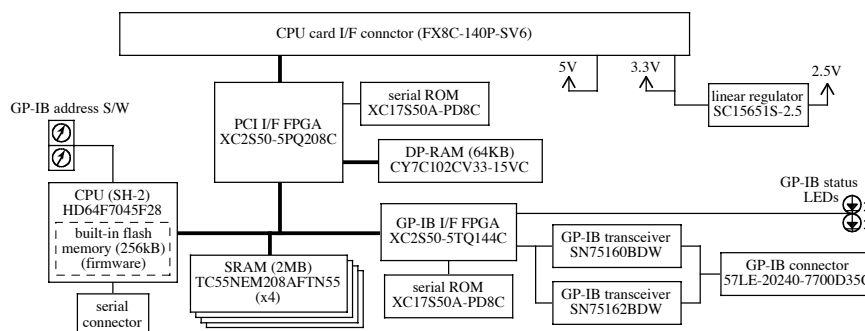 CPU card I/F connctor (FX8C-140P-SV6)
5V
3.3V
2.5V
linear regulator
SC15651S-2.5
serial ROM
XC17S50A-PD8C
PCI I/F FPGA
XC2S50-5PQ208C
GP-IB address S/W
DP-RAM (64KB)
CY7C102CV33-15VC
CPU (SH-2)
HD64F7045F28
built-in flash
memory (256kB)
(firmware)
GP-IB status
LEDs
GP-IB I/F FPGA
XC2S50-5TQ144C
GP-IB transceiver
SN75160BDW
GP-IB connector
57LE-20240-7700D35G
SRAM (2MB)
TC55NEM208AFTN55
(x4)
serial ROM
XC17S50A-PD8C
GP-IB transceiver
SN75162BDW
serial
connector